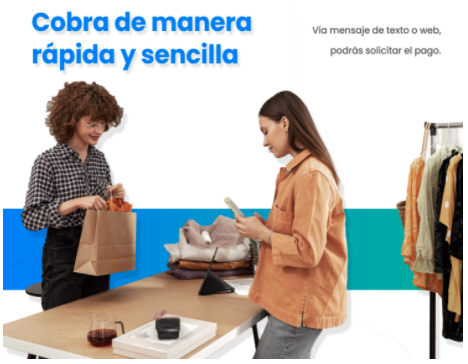 Cobra de manera
rápida y sencilla
Vía mensaje de texto o web,
podrás solicitar el pago.